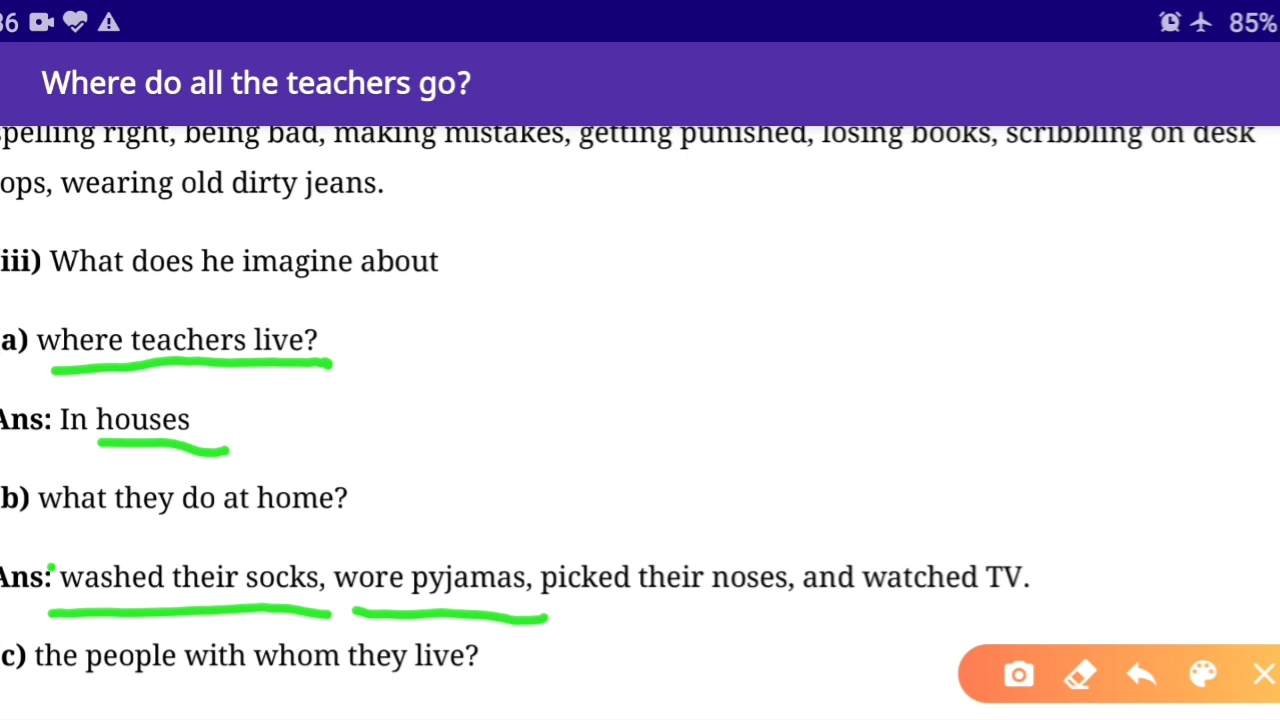 36 85%
Where do all the teachers go?
spelling right, being bad, making mistakes, getting punished, losing books, scribbling on desk
ops, wearing old dirty jeans.
iii) What does he imagine about
a) where teachers live?
Ans: In houses
b) what they do at home?
Ans: washed their socks, wore pyjamas, picked their noses, and watched TV.
c) the people with whom they live?